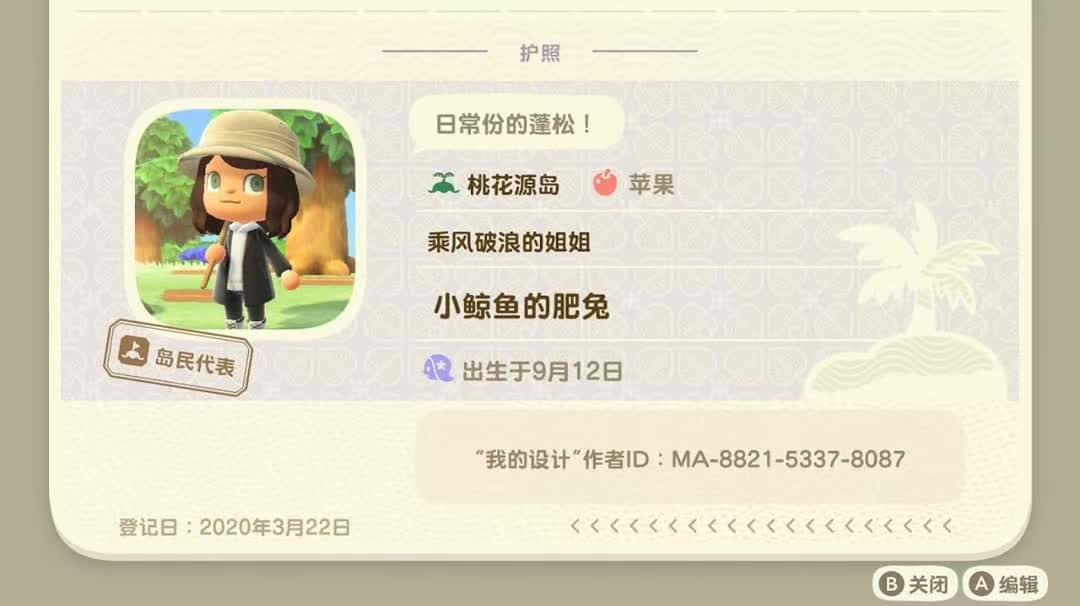 护照
日常份的蓬松！
桃花源岛 苹果
乘风破浪的姐姐
小鲸鱼的肥兔
岛民代表
出生于9月12日
“我的设计”作者ID：MA-8821-5337-8087
登记日：2020年3月22日 <<<<<<<<<<<<<<<<<<<<
B 关闭 A 编辑